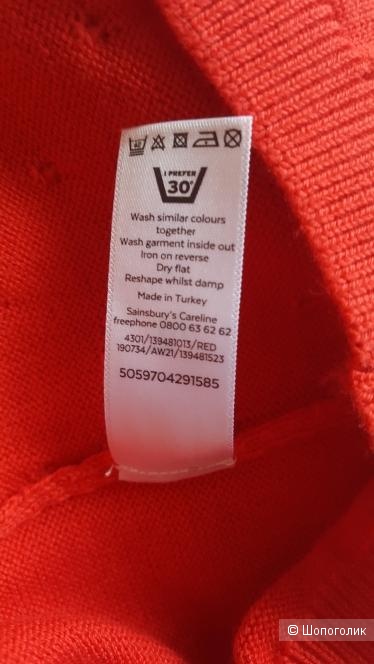 40
I PREFER
30°
Wash similar colours
together
Wash garment inside out
Iron on reverse
Dry flat
Reshape whilst damp
Made in Turkey
Sainsbury's Careline
freephone 0800 63 62 62
4301/139481013/RED
190734/AW21/139481523
5059704291585
© Шопоголик